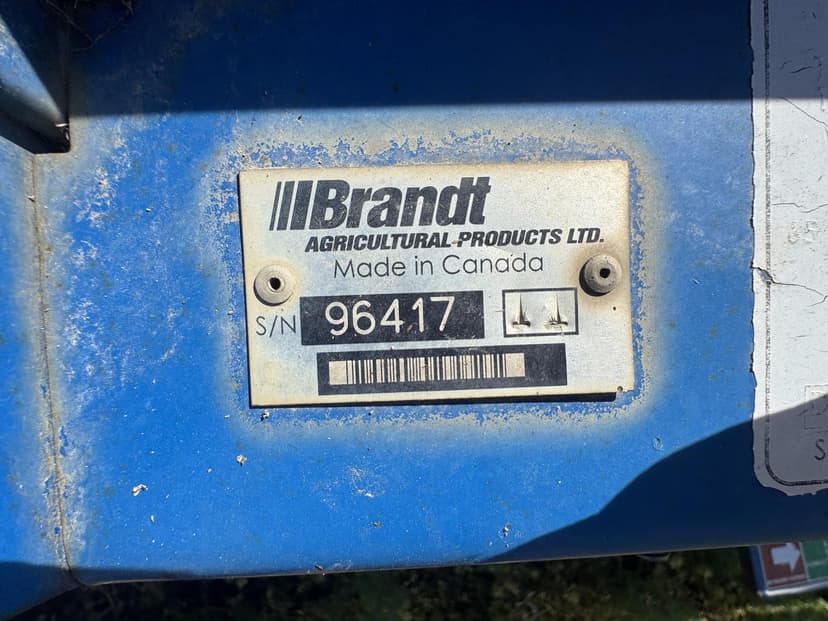 Brandt
AGRICULTURAL PRODUCTS LTD.
Made in Canada
S/N 96417
S